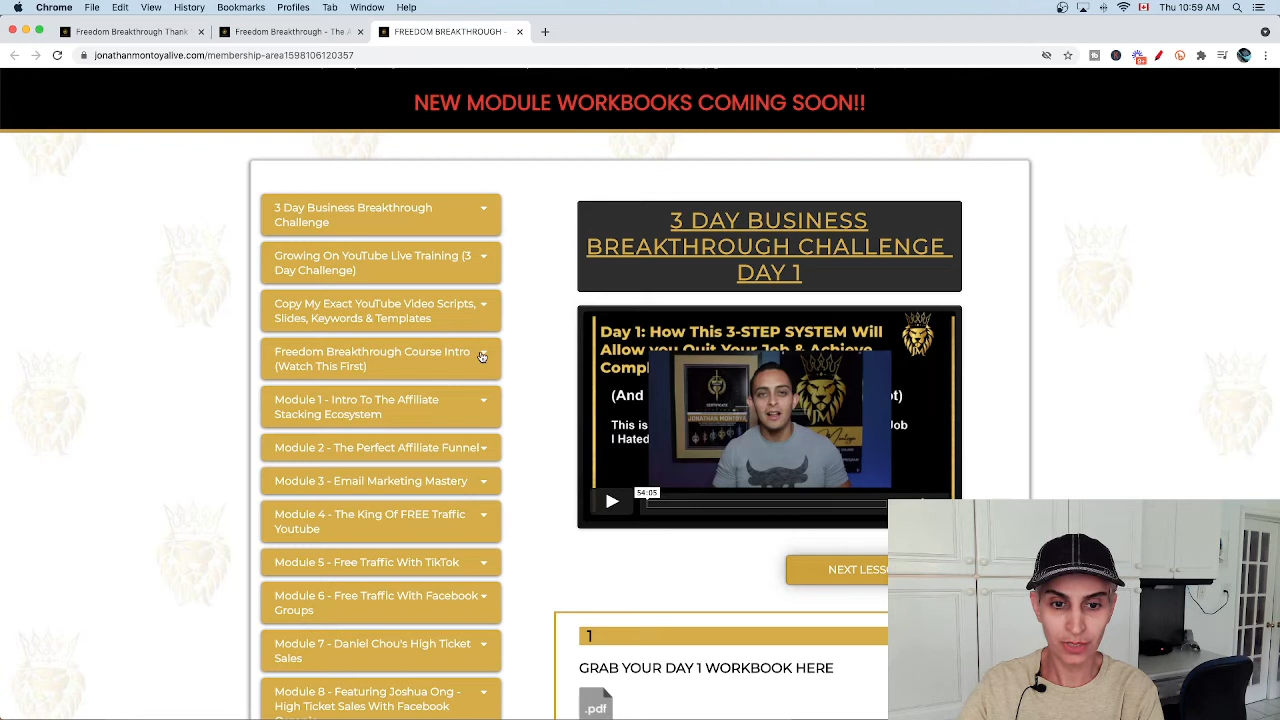 Chrome File Edit View History Bookmarks Profiles Tab Window Help
Thu 10:59 AM
Freedom Breakthrough Thank
Freedom Breakthrough - The A
FREEDOM BREAKTHROUGH -
jonathanmontoyalive.com/membership-area1598106120357
NEW MODULE WORKBOOKS COMING SOON!!
3 Day Business Breakthrough
Challenge
Growing On YouTube Live Training (3
Day Challenge)
Copy My Exact YouTube Video Scripts,
Slides, Keywords & Templates
Freedom Breakthrough Course Intro
(Watch This First)
Module 1 - Intro To The Affiliate
Stacking Ecosystem
Module 2 - The Perfect Affiliate Funnel
Module 3 - Email Marketing Mastery
Module 4 - The King Of FREE Traffic
Youtube
Module 5 - Free Traffic With TikTok
Module 6 - Free Traffic With Facebook
Groups
Module 7 - Daniel Chou's High Ticket
Sales
Module 8 - Featuring Joshua Ong -
High Ticket Sales With Facebook
3 DAY BUSINESS
BREAKTHROUGH CHALLENGE
DAY 1
Day 1: How This 3-STEP SYSTEM Will
Allow you Quit Your Job & Achieve
(And
This is
Job
I Hated
54:05
NEXT
1
GRAB YOUR DAY 1 WORKBOOK HERE
.pdf